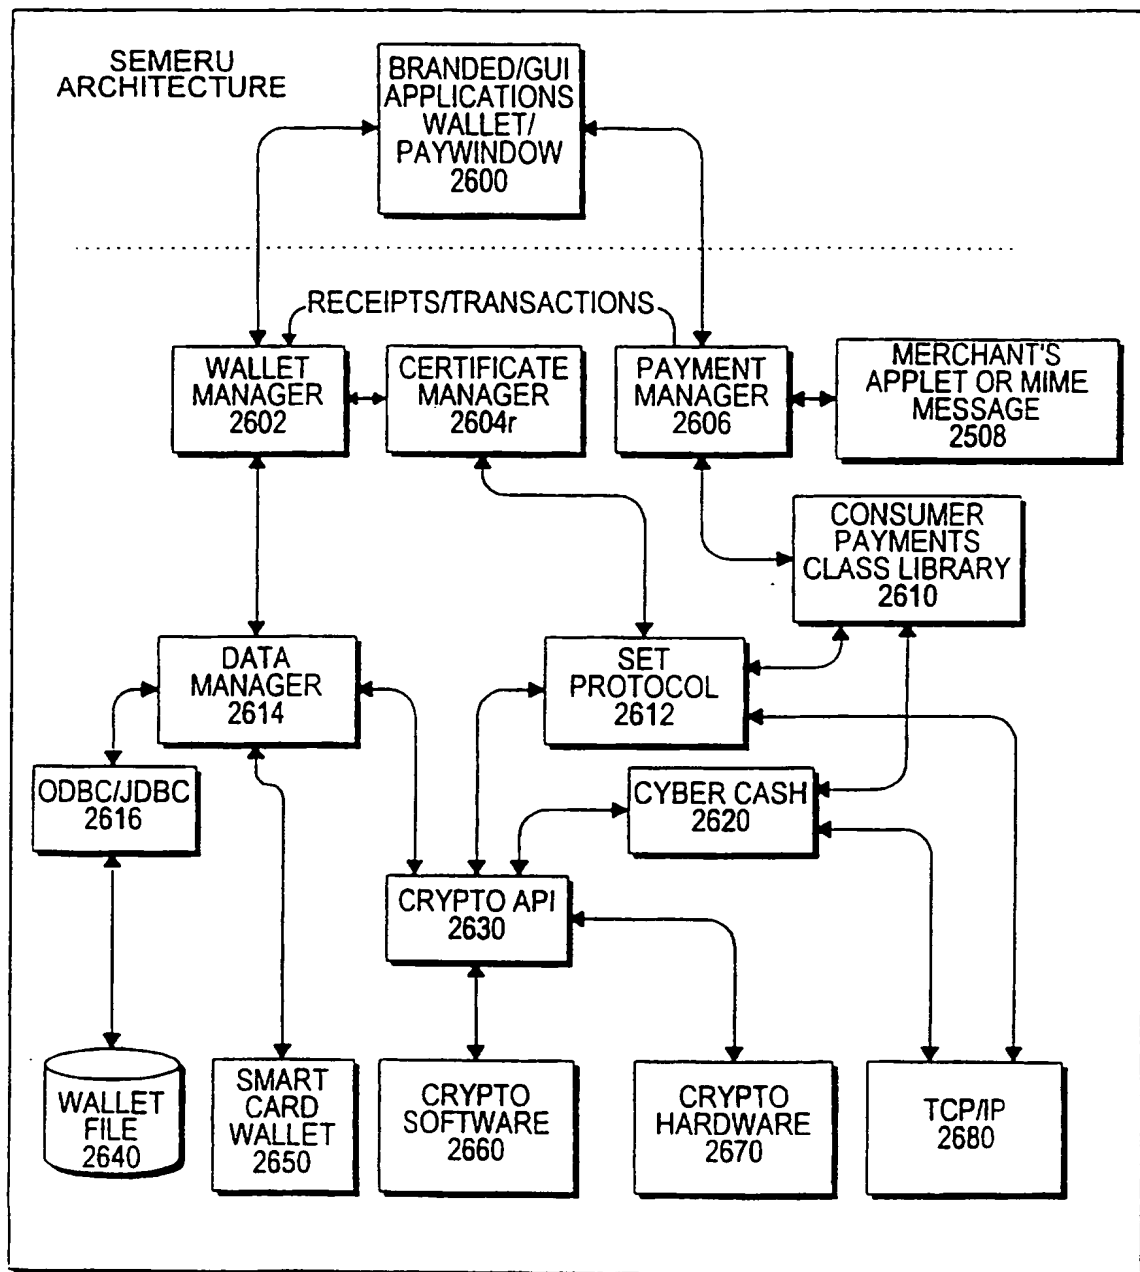 SEMERU
ARCHITECTURE
BRANDED/GUI
APPLICATIONS
WALLET/
PAYWINDOW
2600
RECEIPTS/TRANSACTIONS
WALLET
MANAGER
2602
CERTIFICATE
MANAGER
2604r
PAYMENT
MANAGER
2606
MERCHANT'S
APPLET OR MIME
MESSAGE
2508
CONSUMER
PAYMENTS
CLASS LIBRARY
2610
DATA
MANAGER
2614
SET
PROTOCOL
2612
ODBC/JDBC
2616
CYBER CASH
2620
CRYPTO API
2630
WALLET
FILE
2640
SMART
CARD
WALLET
2650
CRYPTO
SOFTWARE
2660
CRYPTO
HARDWARE
2670
TCP/IP
2680